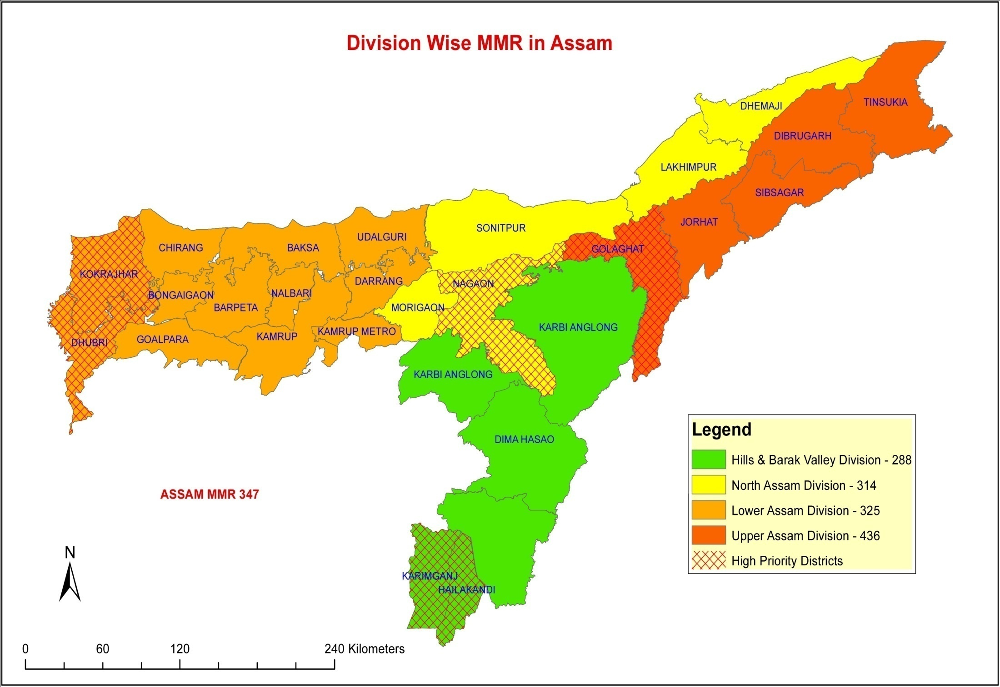 Division Wise MMR in Assam
TINSUKIA
DHEMAJI
DIBRUGARH
LAKHIMPUR
SIBSAGAR
JORHAT
SONITPUR
UDALGURI
CHIRANG
BAKSA
GOLAGHAT
KOKRAJHAR
DARRANG
NAGAON
BONGAIGAON
NALBARI
BARPETA
MORIGAON
KARBI ANGLONG
KAMRUP METRO
KAMRUP
GOALPARA
DHUBRI
KARBI ANGLONG
DIMA HASAO
Legend
Hills & Barak Valley Division - 288
North Assam Division - 314
Lower Assam Division - 325
Upper Assam Division - 436
High Priority Districts
ASSAM MMR 347
N
KARIMGANJ
HAILAKANDI
0 60 120 240 Kilometers